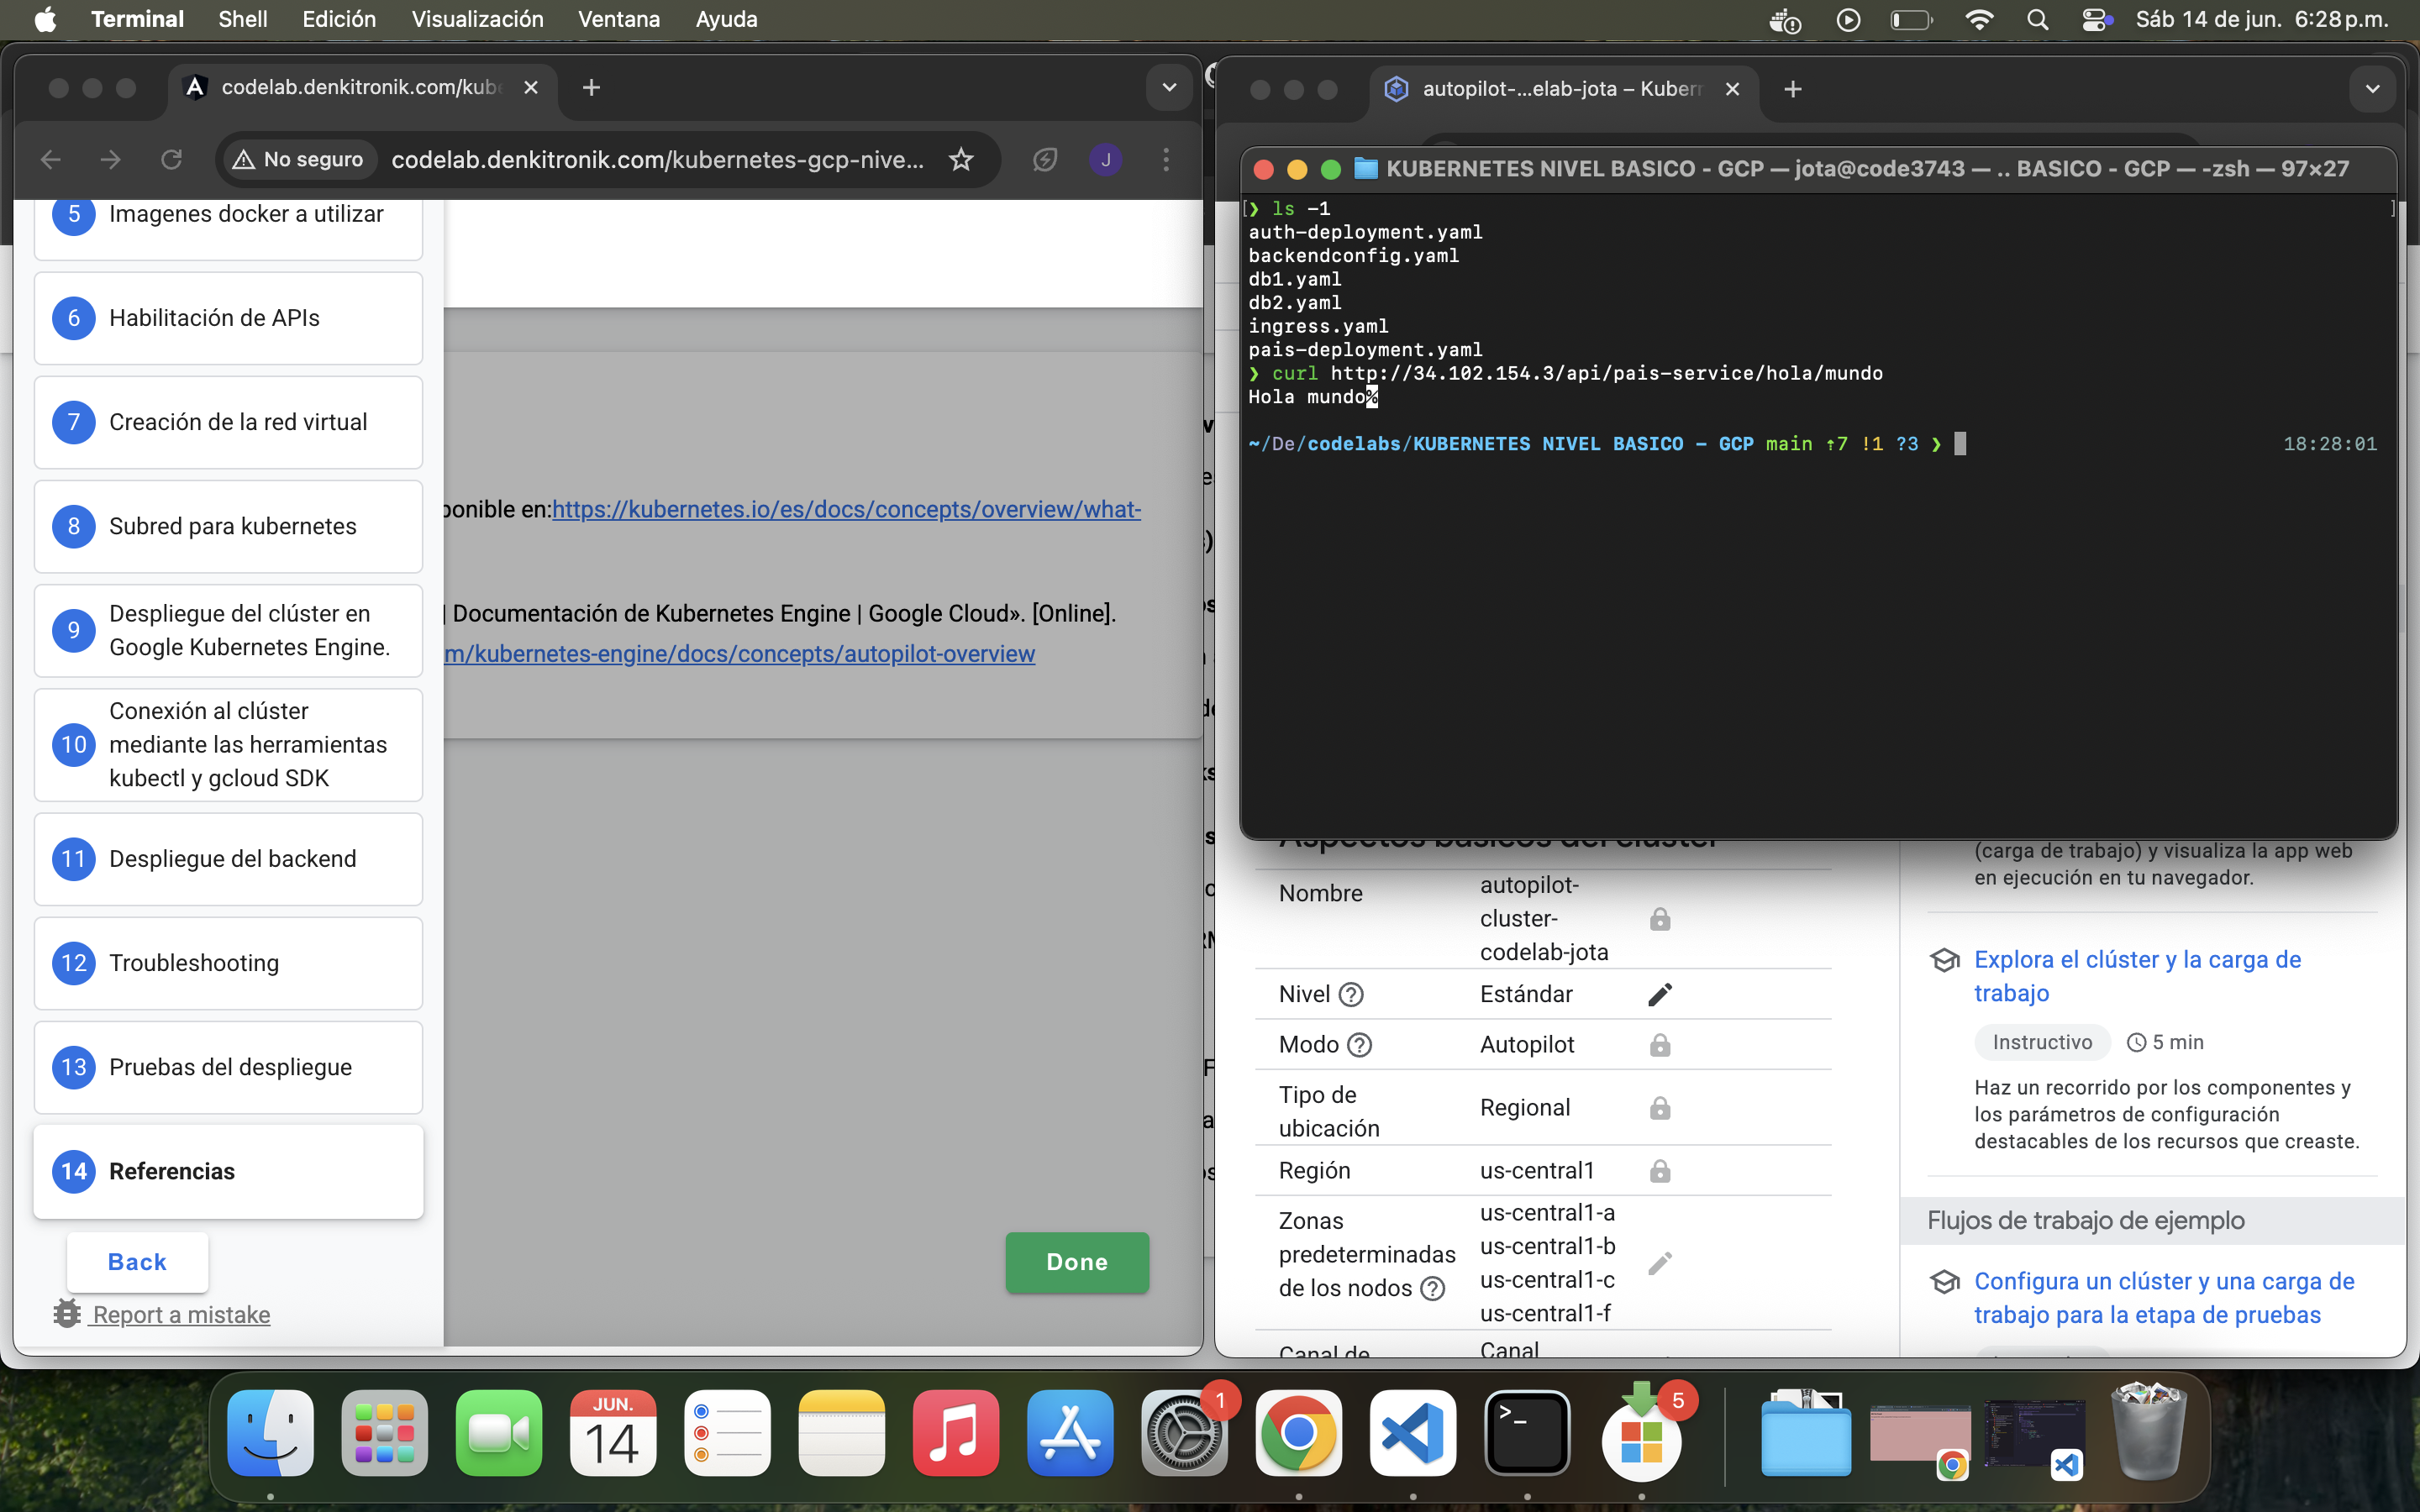 Terminal Shell Edición Visualización Ventana Ayuda
Sáb 14 de jun. 6:28 p.m.
codelab.denkitronik.com/kube
No seguro codelab.denkitronik.com/kubernetes-gcp-nive...
J
5 Imagenes docker a utilizar
6 Habilitación de APIs
7 Creación de la red virtual
8 Subred para kubernetes
9 Despliegue del clúster en
Google Kubernetes Engine.
10 Conexión al clúster
mediante las herramientas
kubectl y gcloud SDK
11 Despliegue del backend
12 Troubleshooting
13 Pruebas del despliegue
14 Referencias
Back
Report a mistake
ponible en:https://kubernetes.io/es/docs/concepts/overview/what-
| Documentación de Kubernetes Engine | Google Cloud». [Online].
m/kubernetes-engine/docs/concepts/autopilot-overview
Done
autopilot-...elab-jota – Kubern
KUBERNETES NIVEL BASICO - GCP — jota@code3743 — .. BASICO - GCP — -zsh — 97×27
[❯ ls -1 ]
auth-deployment.yaml
backendconfig.yaml
db1.yaml
db2.yaml
ingress.yaml
pais-deployment.yaml
❯ curl http://34.102.154.3/api/pais-service/hola/mundo
Hola mundo%
~/De/codelabs/KUBERNETES NIVEL BASICO - GCP main ⇡7 !1 ?3 ❯ 18:28:01
Aspectos básicos del clúster
Nombre autopilot-
cluster-
codelab-jota
Nivel Estándar
Modo Autopilot
Tipo de
ubicación Regional
Región us-central1
Zonas
predeterminadas
de los nodos
us-central1-a
us-central1-b
us-central1-c
us-central1-f
Canal de Canal
(carga de trabajo) y visualiza la app web
en ejecución en tu navegador.
Explora el clúster y la carga de
trabajo
Instructivo 5 min
Haz un recorrido por los componentes y
los parámetros de configuración
destacables de los recursos que creaste.
Flujos de trabajo de ejemplo
Configura un clúster y una carga de
trabajo para la etapa de pruebas
JUN.
14
1
5